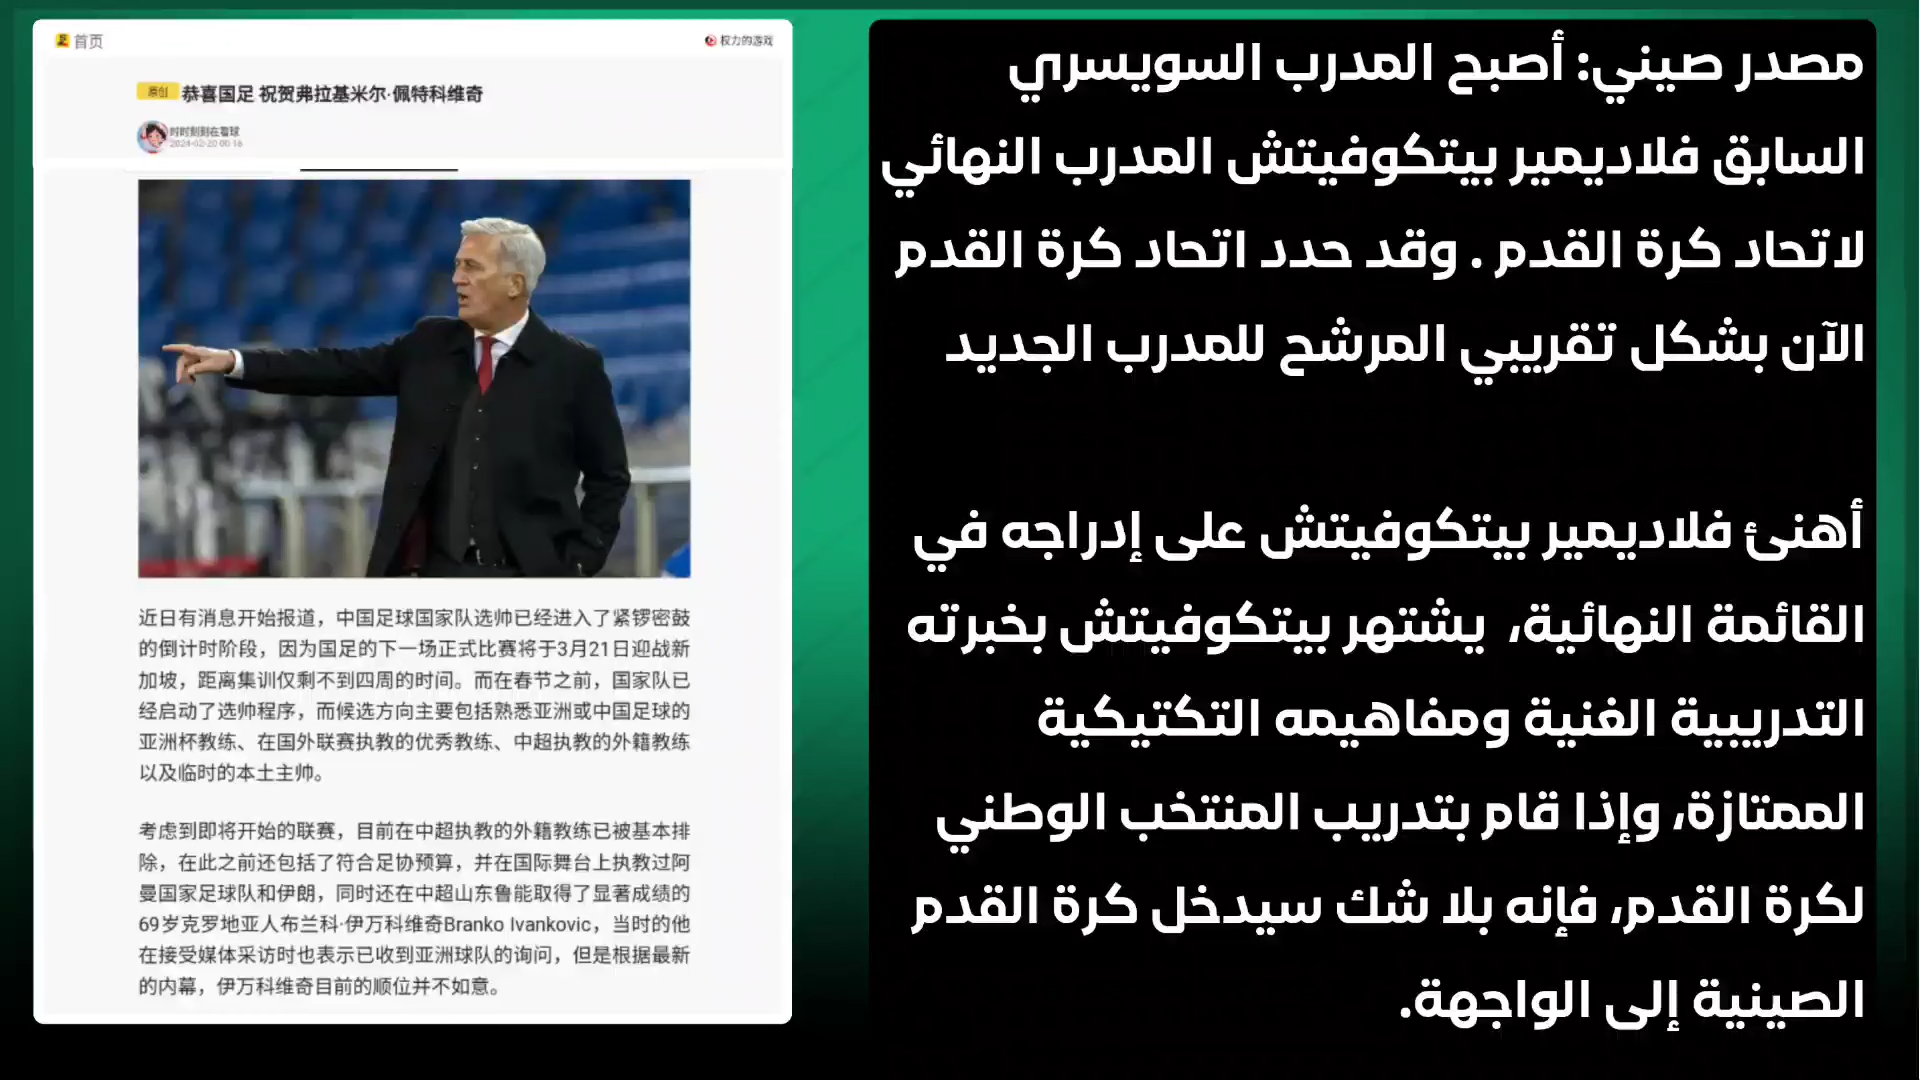 首页
权力的游戏
原创 恭喜国足 祝贺弗拉基米尔·佩特科维奇
时时刻刻在看球
2024-02-20 00:16
近日有消息开始报道，中国足球国家队选帅已经进入了紧锣密鼓
的倒计时阶段，因为国足的下一场正式比赛将于3月21日迎战新
加坡，距离集训仅剩不到四周的时间。而在春节之前，国家队已
经启动了选帅程序，而候选方向主要包括熟悉亚洲或中国足球的
亚洲杯教练、在国外联赛执教的优秀教练、中超执教的外籍教练
以及临时的本土主帅。
考虑到即将开始的联赛，目前在中超执教的外籍教练已被基本排
除，在此之前还包括了符合足协预算，并在国际舞台上执教过阿
曼国家足球队和伊朗，同时还在中超山东鲁能取得了显著成绩的
69岁克罗地亚人布兰科·伊万科维奇Branko Ivankovic，当时的他
在接受媒体采访时也表示已收到亚洲球队的询问，但是根据最新
的内幕，伊万科维奇目前的顺位并不如意。
مصدر صيني: أصبح المدرب السويسري
السابق فلاديمير بيتكوفيتش المدرب النهائي
لاتحاد كرة القدم . وقد حدد اتحاد كرة القدم
الآن بشكل تقريبي المرشح للمدرب الجديد
أهنئ فلاديمير بيتكوفيتش على إدراجه في
القائمة النهائية، يشتهر بيتكوفيتش بخبرته
التدريبية الغنية ومفاهيمه التكتيكية
الممتازة، وإذا قام بتدريب المنتخب الوطني
لكرة القدم، فإنه بلا شك سيدخل كرة القدم
الصينية إلى الواجهة.